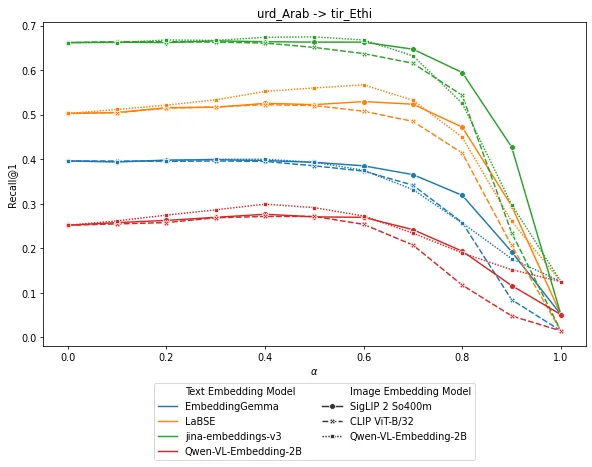 urd_Arab -> tir_Ethi
Recall@1
0.7
0.6
0.5
0.4
0.3
0.2
0.1
0.0
0.0 0.2 0.4 0.6 0.8 1.0
α
Text Embedding Model Image Embedding Model
EmbeddingGemma SigLIP 2 So400m
LaBSE CLIP ViT-B/32
jina-embeddings-v3 Qwen-VL-Embedding-2B
Qwen-VL-Embedding-2B